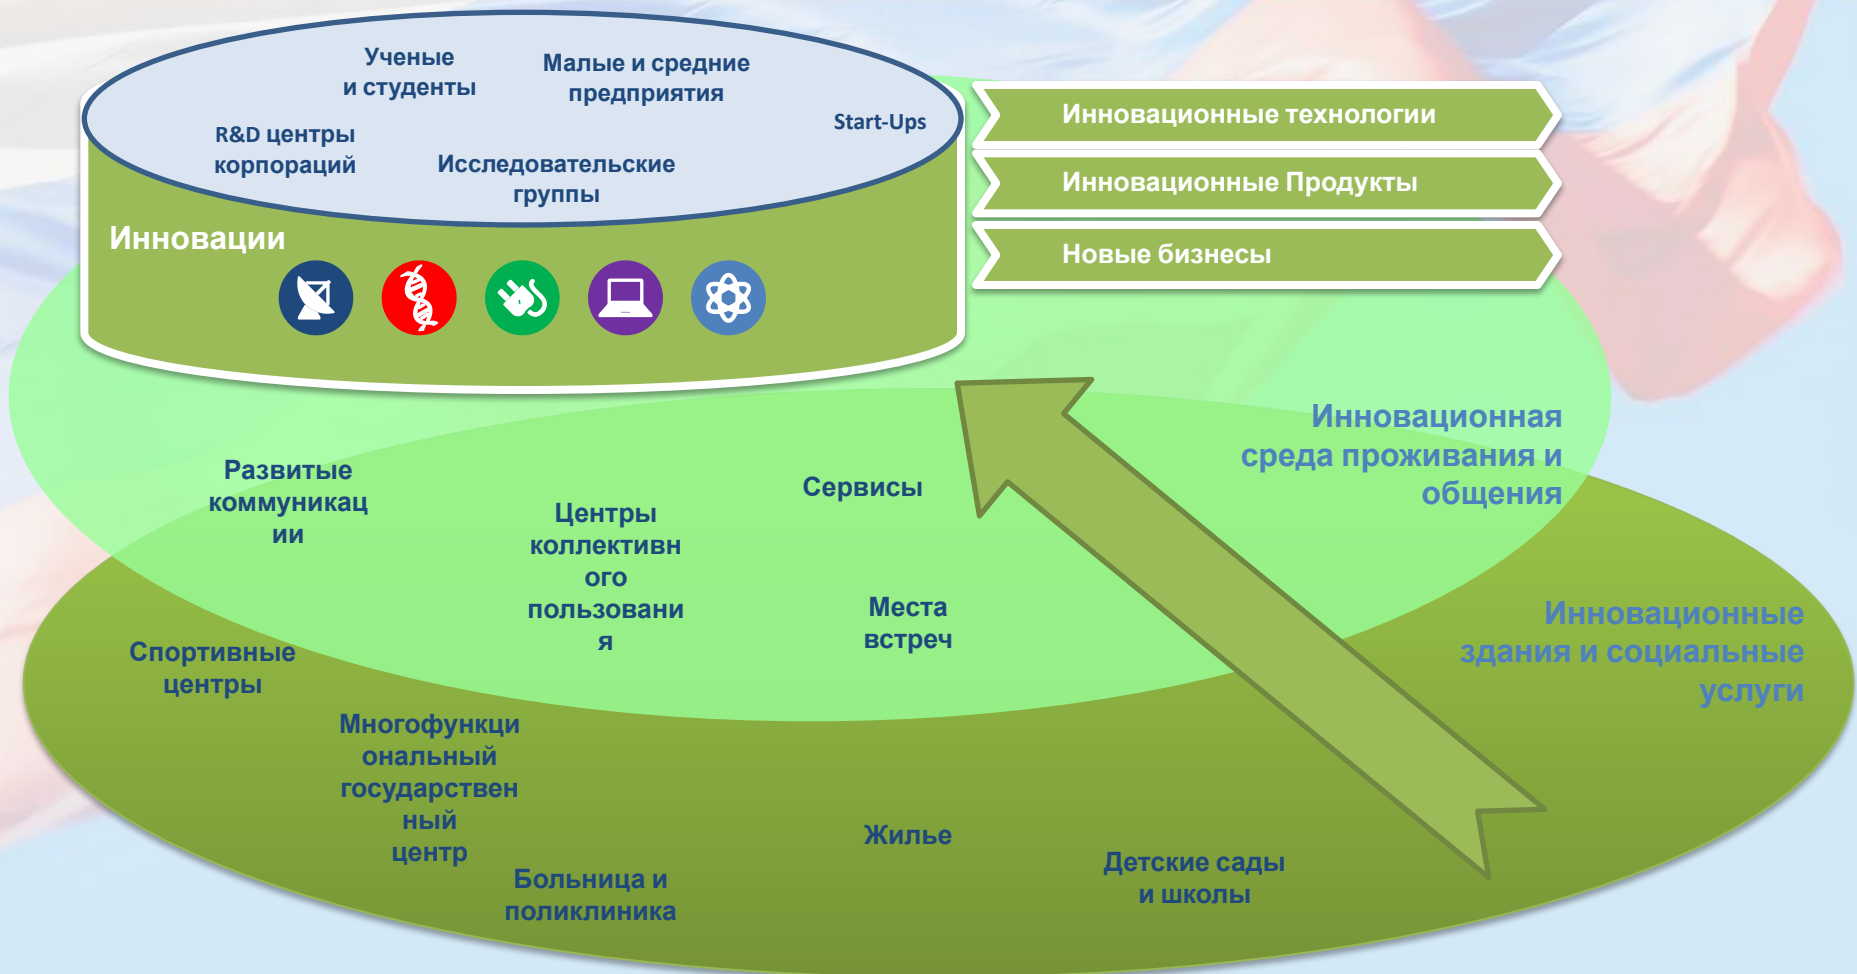 Ученые
и студенты
Малые и средние
предприятия
Start-Ups
R&D центры
корпораций
Исследовательские
группы
Инновации
Инновационные технологии
Инновационные Продукты
Новые бизнесы
Инновационная
среда проживания и
общения
Развитые
коммуникац
ии
Центры
коллективн
ого
пользовани
я
Сервисы
Места
встреч
Инновационные
здания и социальные
услуги
Спортивные
центры
Многофункци
ональный
государствен
ный
центр
Больница и
поликлиника
Жилье
Детские сады
и школы